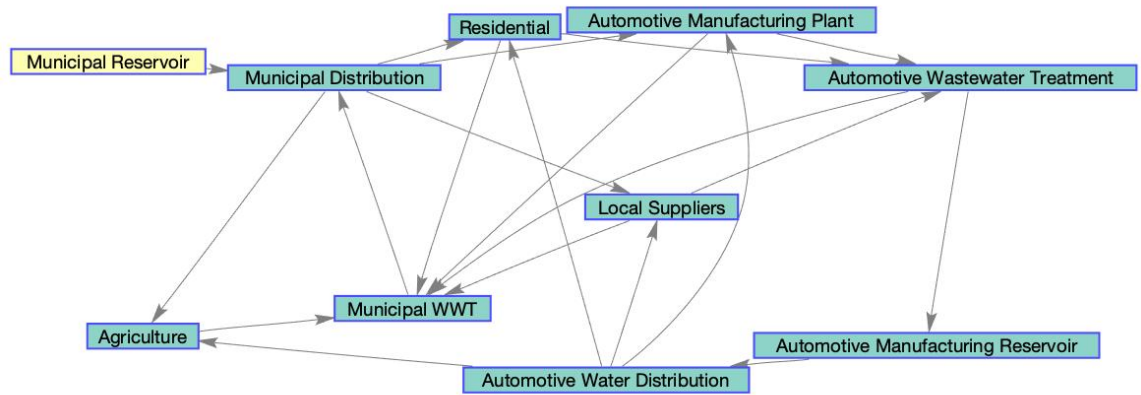 Automotive Manufacturing Plant
Residential
Municipal Reservoir
Municipal Distribution
Automotive Wastewater Treatment
Local Suppliers
Municipal WWT
Agriculture
Automotive Manufacturing Reservoir
Automotive Water Distribution